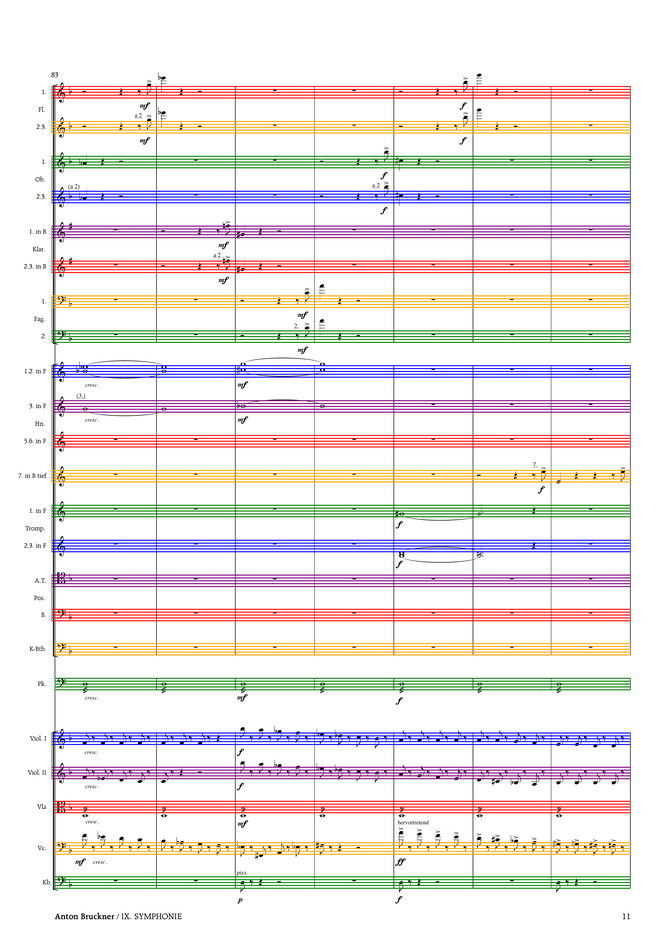 83
1.
mf
f
Fl.
a.2
2.3.
mf
f
1.
f
Ob.
(a.2)
a.2
2.3.
f
1. in B
mf
Klar.
a.2
2.3. in B
mf
1.
mf
Fag.
2.
2.
mf
1.2. in F
cresc.
mf
(3.)
3. in F
cresc.
mf
Hn.
5.6. in F
7.
7. in B tief
f
1. in F
f
Tromp.
2.3. in F
f
A.T.
Pos.
B.
K-Btb.
Pk.
cresc.
mf
f
Viol. I
cresc.
f
Viol. II
cresc.
f
Vla
cresc.
mf
hervortretend
Vc.
mf cresc.
ff
pizz.
Kb.
p
f
Anton Bruckner / IX. SYMPHONIE 11